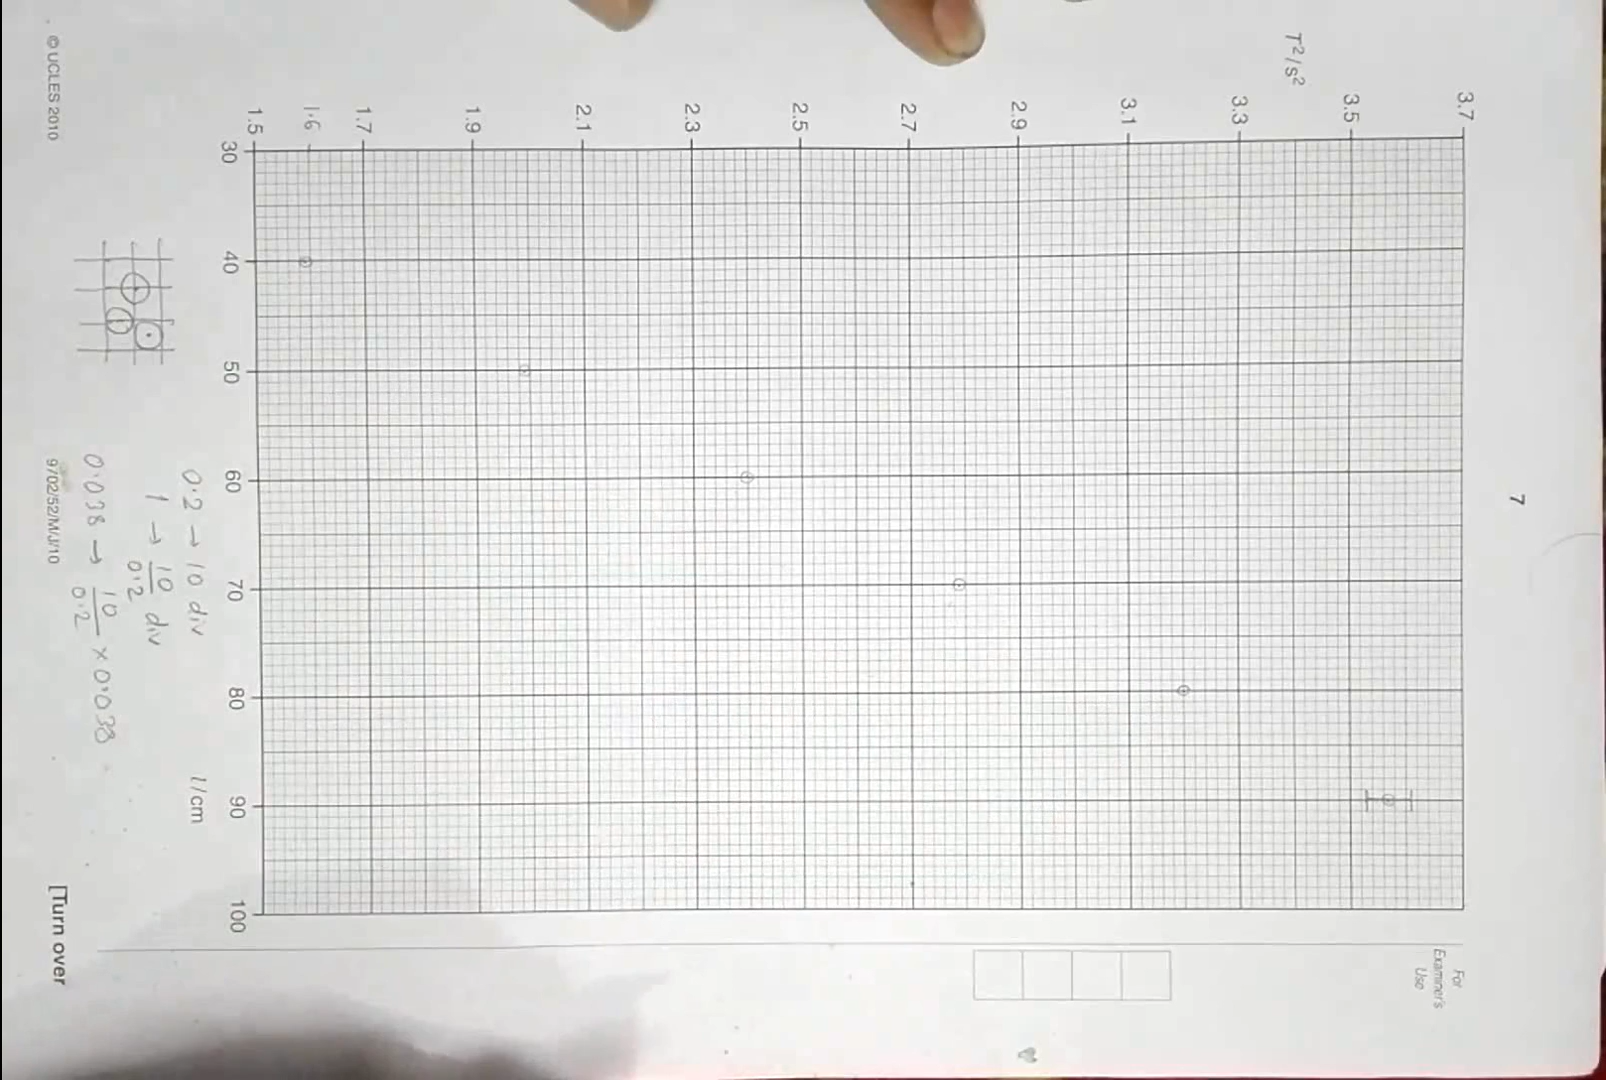 7
For
Examiner's
Use
T²/s²
3.7
3.5
3.3
3.1
2.9
2.7
2.5
2.3
2.1
1.9
1.7
1.6
1.5
30 40 50 60 70 80 90 100
l/cm
0.2 → 10 div
1 → 10/0.2 div
0.038 → 10/0.2 × 0.038
© UCLES 2010
9702/52/M/J/10
[Turn over